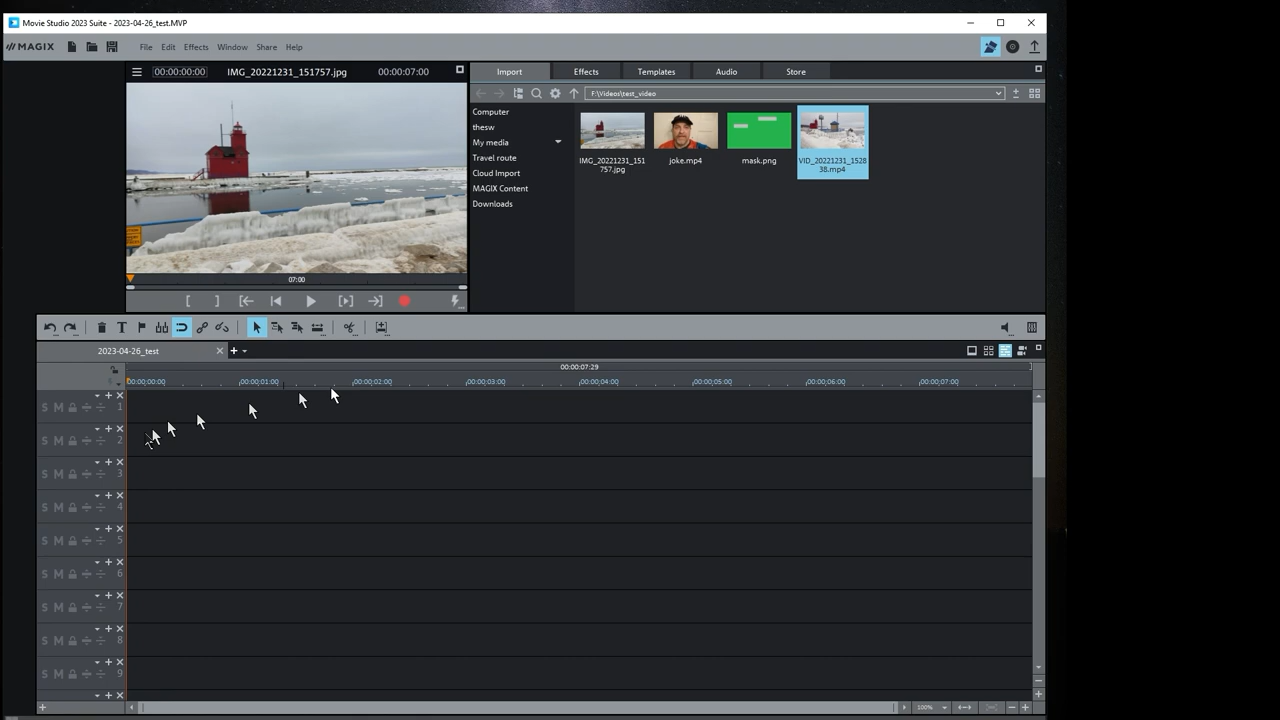 Movie Studio 2023 Suite - 2023-04-26_test.MVP
MAGIX
File Edit Effects Window Share Help
00:00:00:00 IMG_20221231_151757.jpg 00:00:07:00
Import Effects Templates Audio Store
F:\Videos\test_video
Computer
thesw
My media
Travel route
Cloud Import
MAGIX Content
Downloads
IMG_20221231_151
757.jpg
joke.mp4
mask.png
VID_20221231_1528
38.mp4
07:00
2023-04-26_test
00:00:07:29
00:00:00:00 00:00:01:00 00:00:02:00 00:00:03:00 00:00:04:00 00:00:05:00 00:00:06:00 00:00:07:00
S M 1
S M 2
S M 3
S M 4
S M 5
S M 6
S M 7
S M 8
S M 9
100%